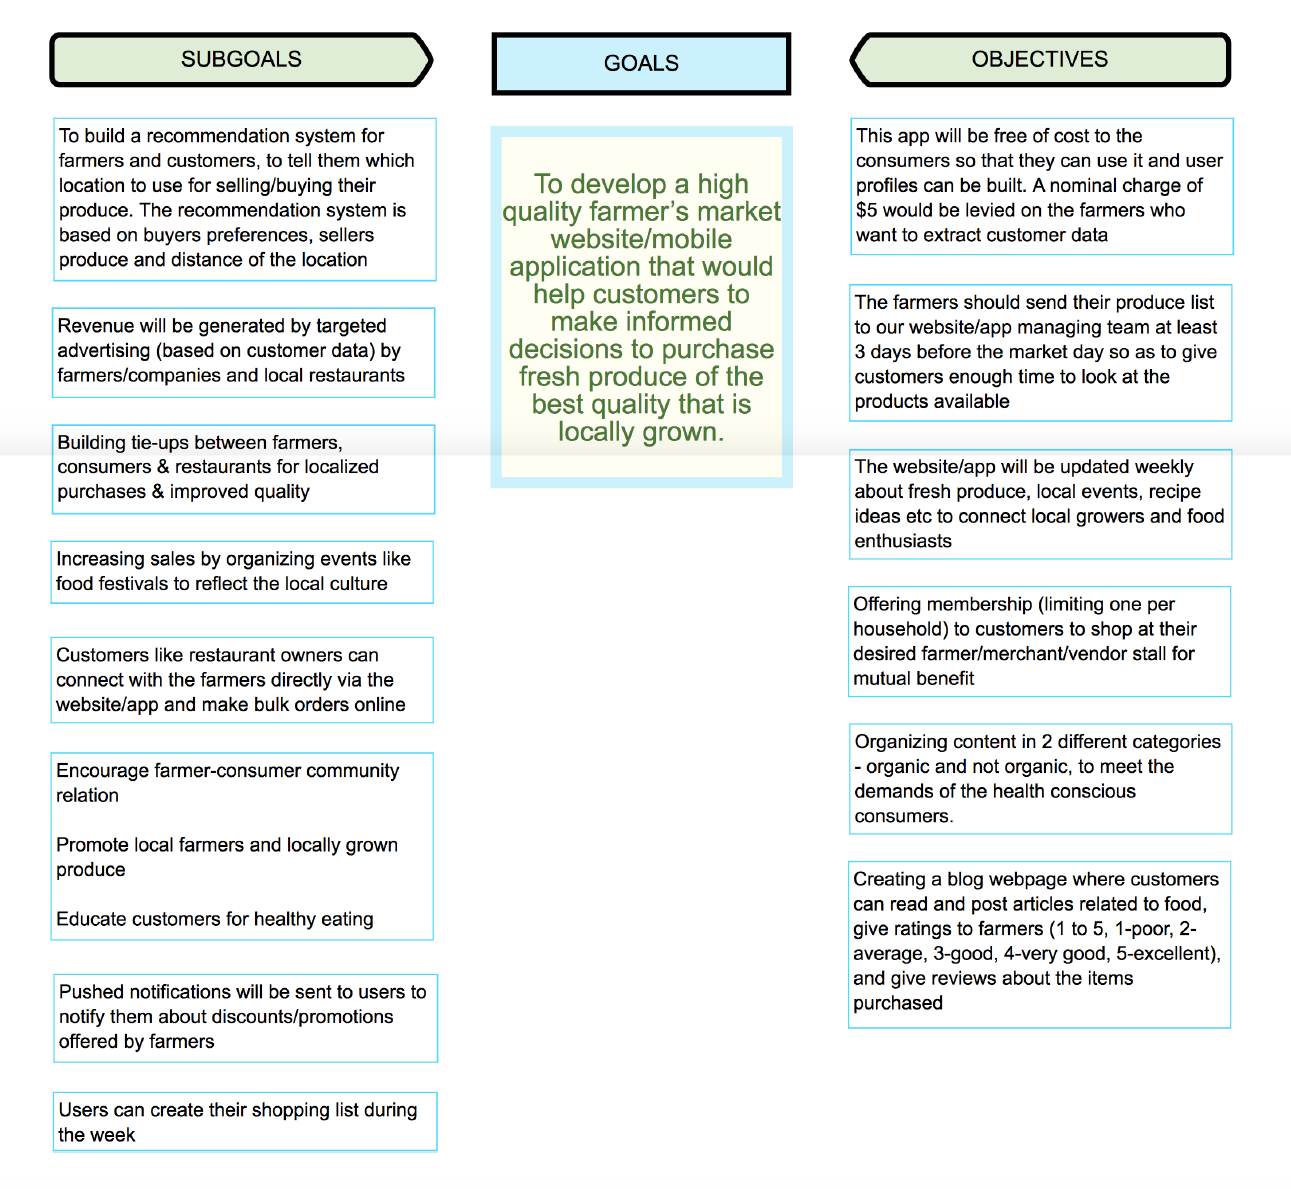 SUBGOALS
To build a recommendation system for
farmers and customers, to tell them which
location to use for selling/buying their
produce. The recommendation system is
based on buyers preferences, sellers
produce and distance of the location
Revenue will be generated by targeted
advertising (based on customer data) by
farmers/companies and local restaurants
Building tie-ups between farmers,
consumers & restaurants for localized
purchases & improved quality
Increasing sales by organizing events like
food festivals to reflect the local culture
Customers like restaurant owners can
connect with the farmers directly via the
website/app and make bulk orders online
Encourage farmer-consumer community
relation
Promote local farmers and locally grown
produce
Educate customers for healthy eating
Pushed notifications will be sent to users to
notify them about discounts/promotions
offered by farmers
Users can create their shopping list during
the week
GOALS
To develop a high
quality farmer's market
website/mobile
application that would
help customers to
make informed
decisions to purchase
fresh produce of the
best quality that is
locally grown.
OBJECTIVES
This app will be free of cost to the
consumers so that they can use it and user
profiles can be built. A nominal charge of
$5 would be levied on the farmers who
want to extract customer data
The farmers should send their produce list
to our website/app managing team at least
3 days before the market day so as to give
customers enough time to look at the
products available
The website/app will be updated weekly
about fresh produce, local events, recipe
ideas etc to connect local growers and food
enthusiasts
Offering membership (limiting one per
household) to customers to shop at their
desired farmer/merchant/vendor stall for
mutual benefit
Organizing content in 2 different categories
- organic and not organic, to meet the
demands of the health conscious
consumers.
Creating a blog webpage where customers
can read and post articles related to food,
give ratings to farmers (1 to 5, 1-poor, 2-
average, 3-good, 4-very good, 5-excellent),
and give reviews about the items
purchased